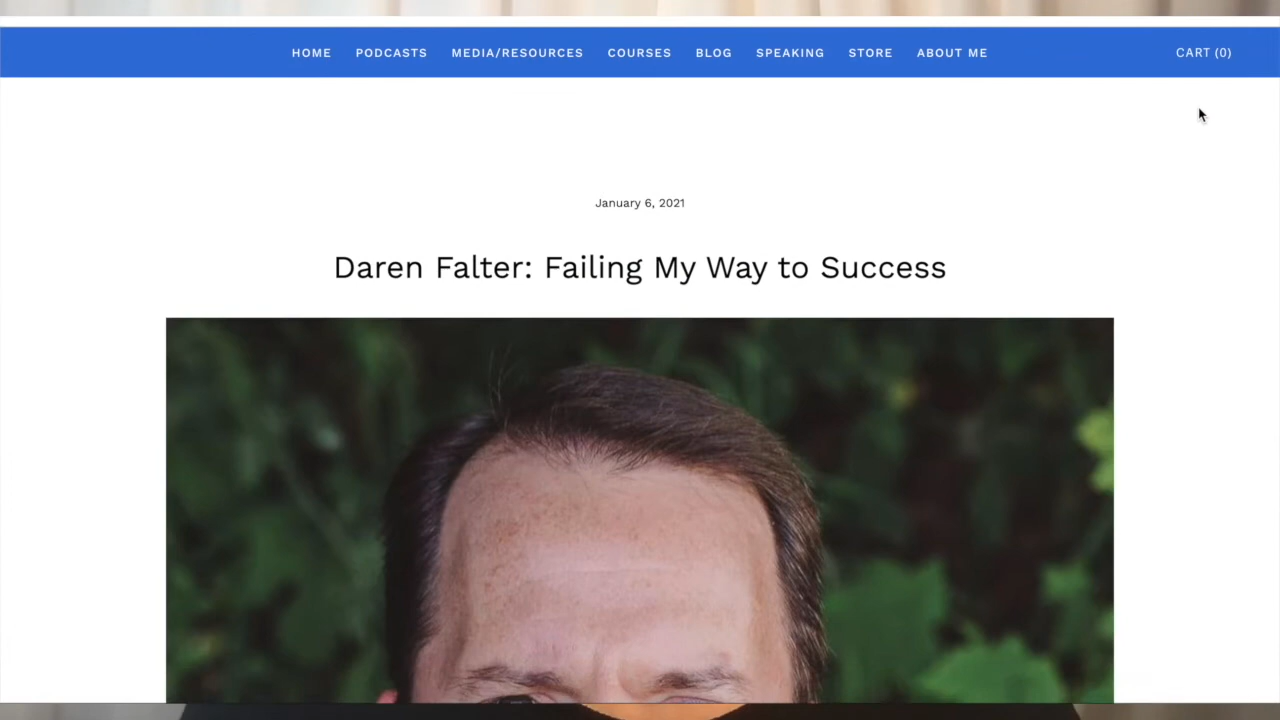 HOME PODCASTS MEDIA/RESOURCES COURSES BLOG SPEAKING STORE ABOUT ME CART (0)
January 6, 2021
Daren Falter: Failing My Way to Success